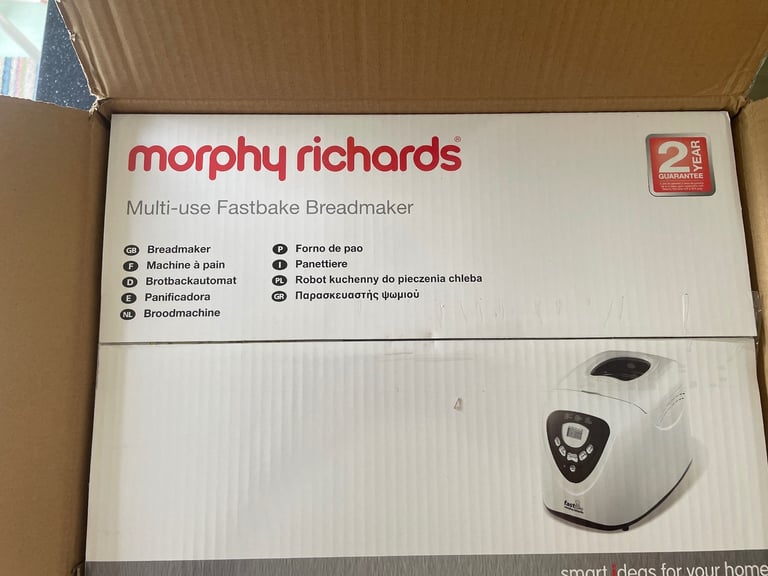 morphy richards®
Multi-use Fastbake Breadmaker
GB Breadmaker
F Machine à pain
D Brotbackautomat
E Panificadora
NL Broodmachine
P Forno de pao
I Panettiere
PL Robot kuchenny do pieczenia chleba
GR Παρασκευαστής ψωμιού
2 YEAR
GUARANTEE
smart ideas for your home